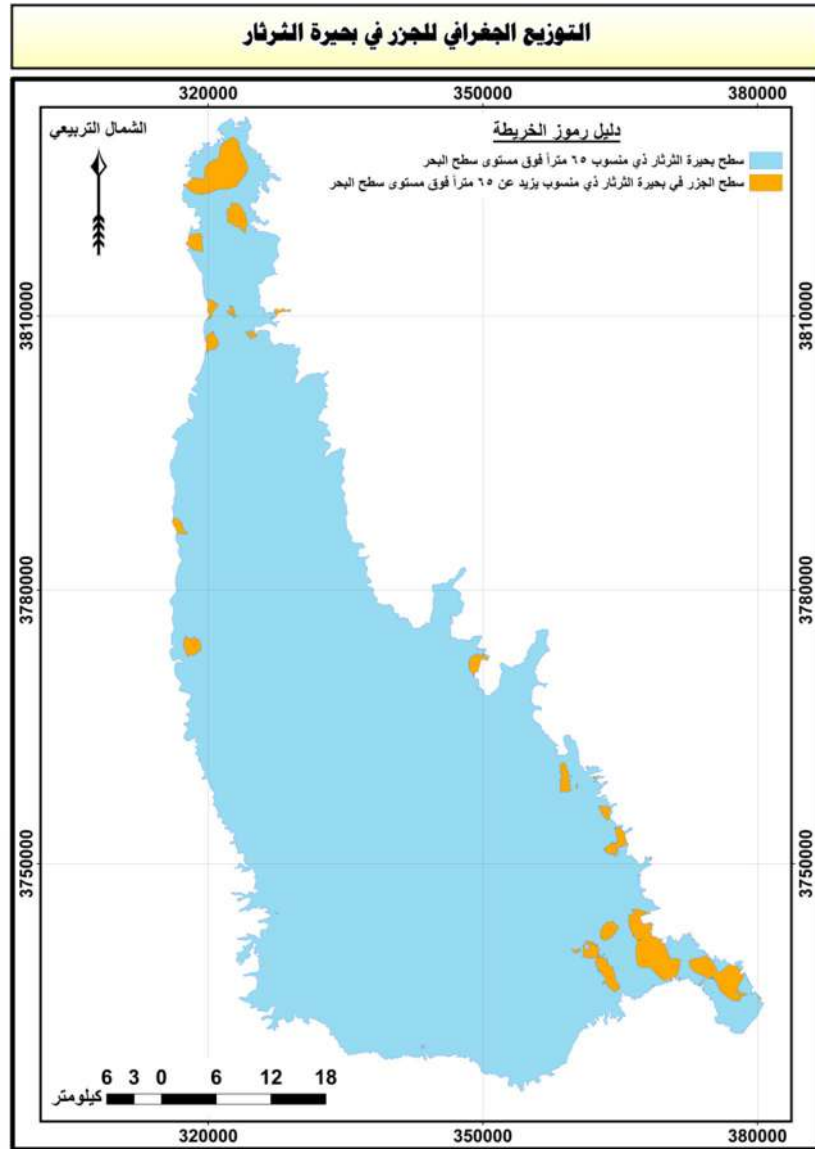 التوزيع الجغرافي للجزر في بحيرة الثرثار
320000 350000 380000
الشمال التربيعي
دليل رموز الخريطة
سطح بحيرة الثرثار ذي منسوب ٦٥ متراً فوق مستوى سطح البحر
سطح الجزر في بحيرة الثرثار ذي منسوب يزيد عن ٦٥ متراً فوق مستوى سطح البحر
3810000 3810000
3780000 3780000
3750000 3750000
6 3 0 6 12 18
كيلومتر
320000 350000 380000